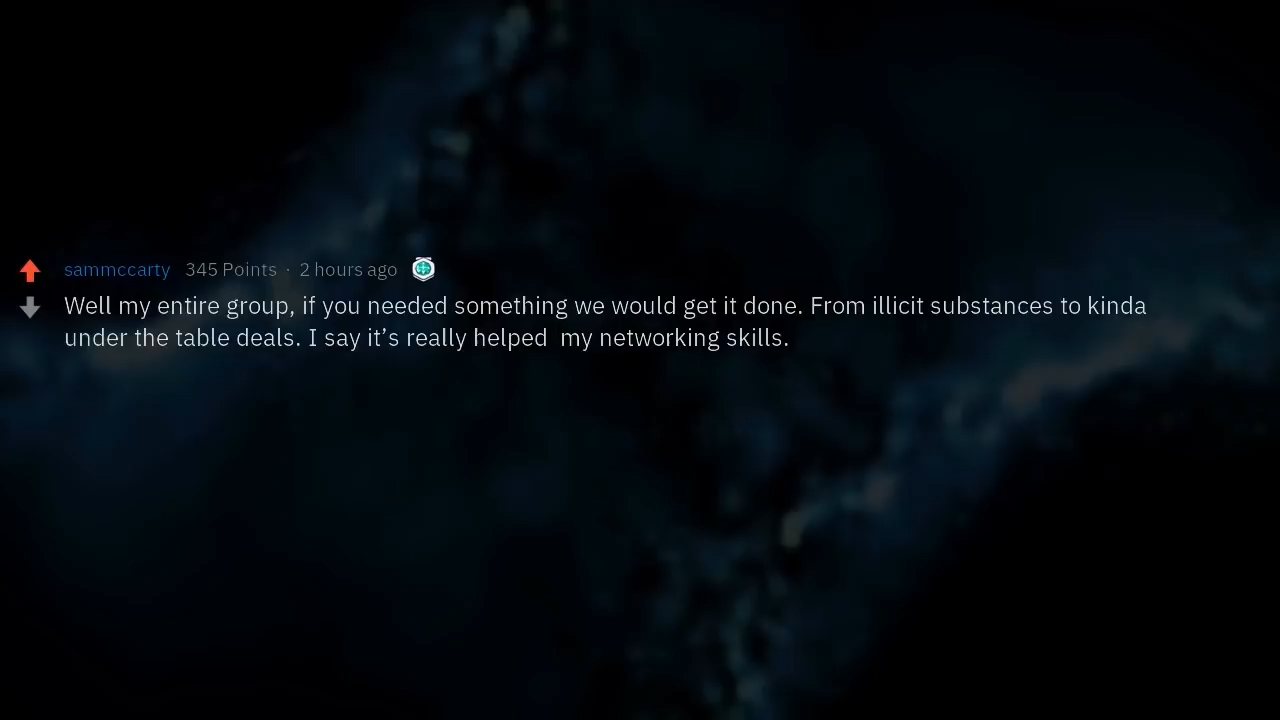 sammccarty 345 Points · 2 hours ago
Well my entire group, if you needed something we would get it done. From illicit substances to kinda
under the table deals. I say it’s really helped  my networking skills.